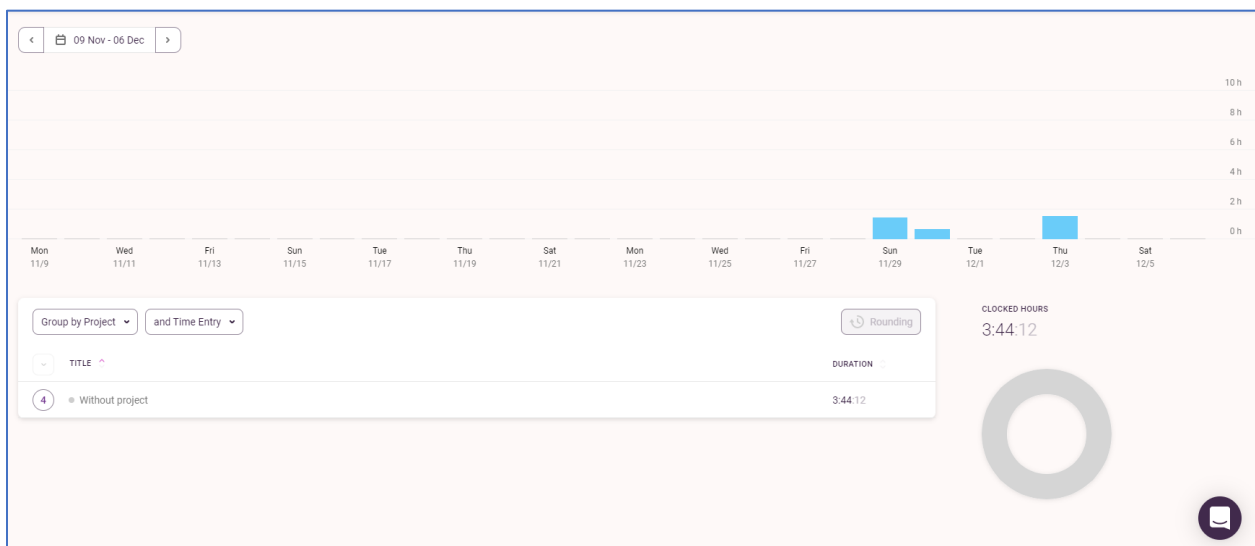 09 Nov - 06 Dec
10 h
8 h
6 h
4 h
2 h
0 h
Mon Wed Fri Sun Tue Thu Sat Mon Wed Fri Sun Tue Thu Sat
11/9 11/11 11/13 11/15 11/17 11/19 11/21 11/23 11/25 11/27 11/29 12/1 12/3 12/5
Group by Project and Time Entry Rounding
TITLE DURATION
4 Without project 3:44:12
CLOCKED HOURS
3:44:12